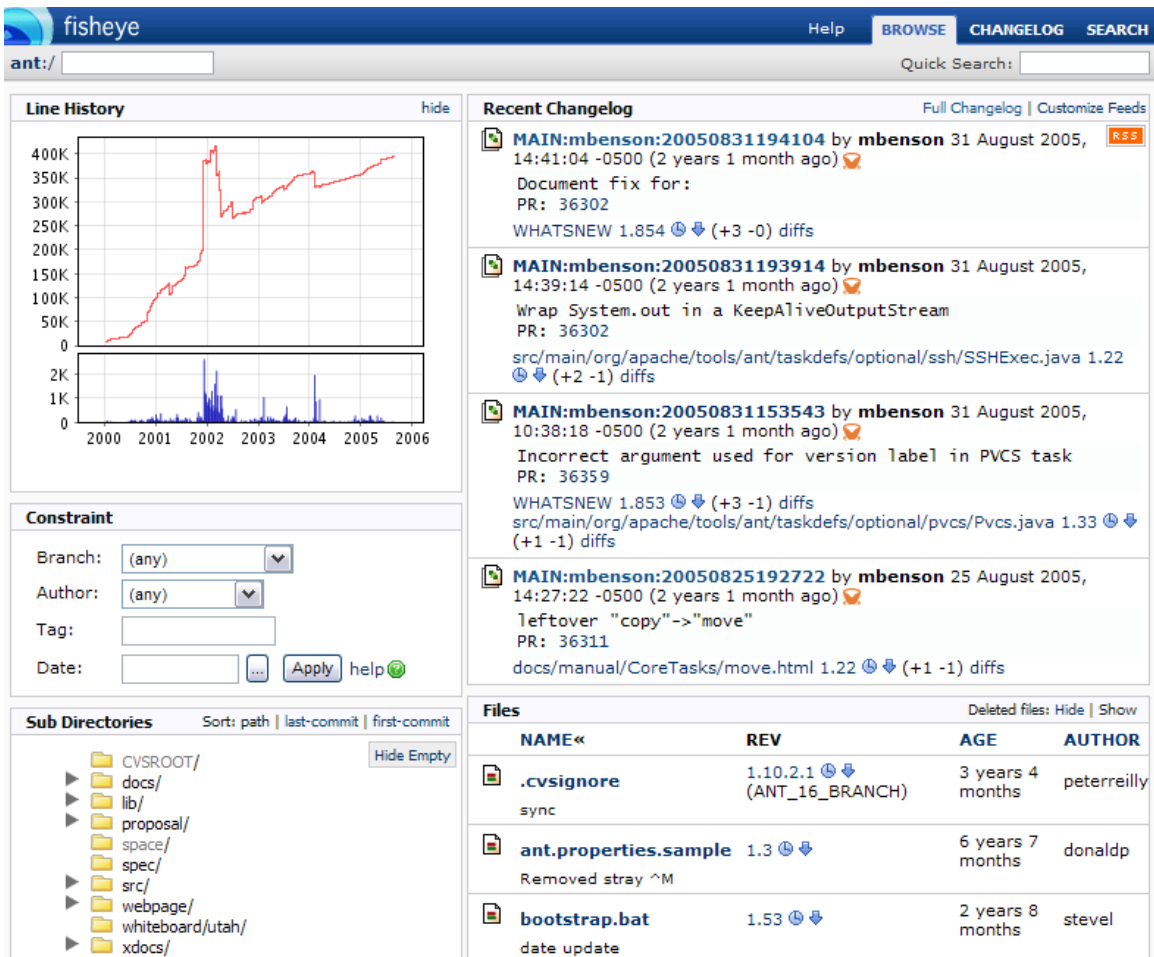 fisheye
Help BROWSE CHANGELOG SEARCH
ant:/
Quick Search:
Line History hide
400K
350K
300K
250K
200K
150K
100K
50K
0
2K
1K
0
2000 2001 2002 2003 2004 2005 2006
Constraint
Branch: (any)
Author: (any)
Tag:
Date: ... Apply help
Sub Directories Sort: path | last-commit | first-commit
Hide Empty
CVSROOT/
docs/
lib/
proposal/
space/
spec/
src/
webpage/
whiteboard/utah/
xdocs/
Recent Changelog Full Changelog | Customize Feeds
RSS
MAIN:mbenson:20050831194104 by mbenson 31 August 2005,
14:41:04 -0500 (2 years 1 month ago)
Document fix for:
PR: 36302
WHATSNEW 1.854 (+3 -0) diffs
MAIN:mbenson:20050831193914 by mbenson 31 August 2005,
14:39:14 -0500 (2 years 1 month ago)
Wrap System.out in a KeepAliveOutputStream
PR: 36302
src/main/org/apache/tools/ant/taskdefs/optional/ssh/SSHExec.java 1.22
(+2 -1) diffs
MAIN:mbenson:20050831153543 by mbenson 31 August 2005,
10:38:18 -0500 (2 years 1 month ago)
Incorrect argument used for version label in PVCS task
PR: 36359
WHATSNEW 1.853 (+3 -1) diffs
src/main/org/apache/tools/ant/taskdefs/optional/pvcs/Pvcs.java 1.33
(+1 -1) diffs
MAIN:mbenson:20050825192722 by mbenson 25 August 2005,
14:27:22 -0500 (2 years 1 month ago)
leftover "copy"->"move"
PR: 36311
docs/manual/CoreTasks/move.html 1.22 (+1 -1) diffs
Files Deleted files: Hide | Show
NAME« REV AGE AUTHOR
.cvsignore 1.10.2.1 (ANT_16_BRANCH) 3 years 4 months peterreilly
sync
ant.properties.sample 1.3 6 years 7 months donaldp
Removed stray ^M
bootstrap.bat 1.53 2 years 8 months stevel
date update